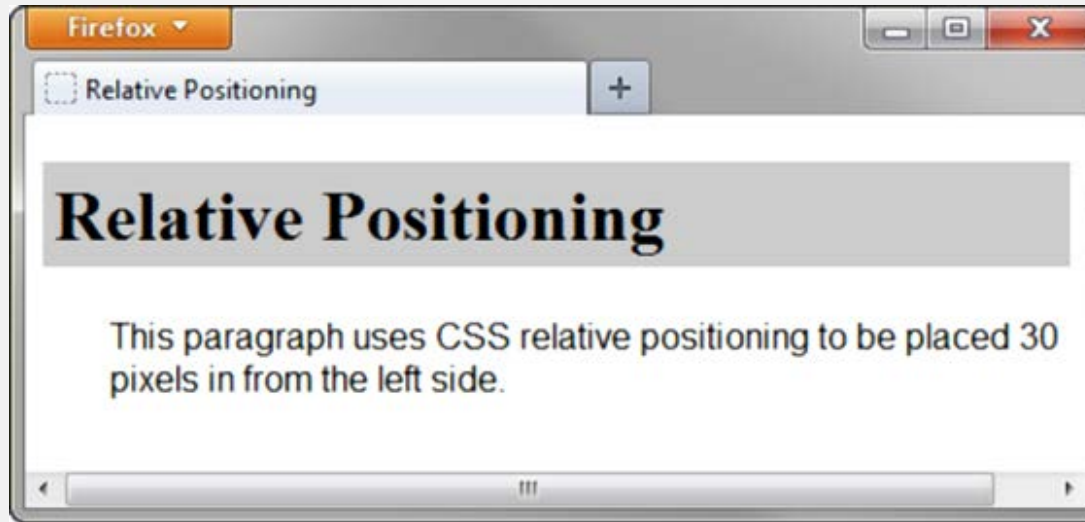 Firefox
Relative Positioning
Relative Positioning
This paragraph uses CSS relative positioning to be placed 30
pixels in from the left side.